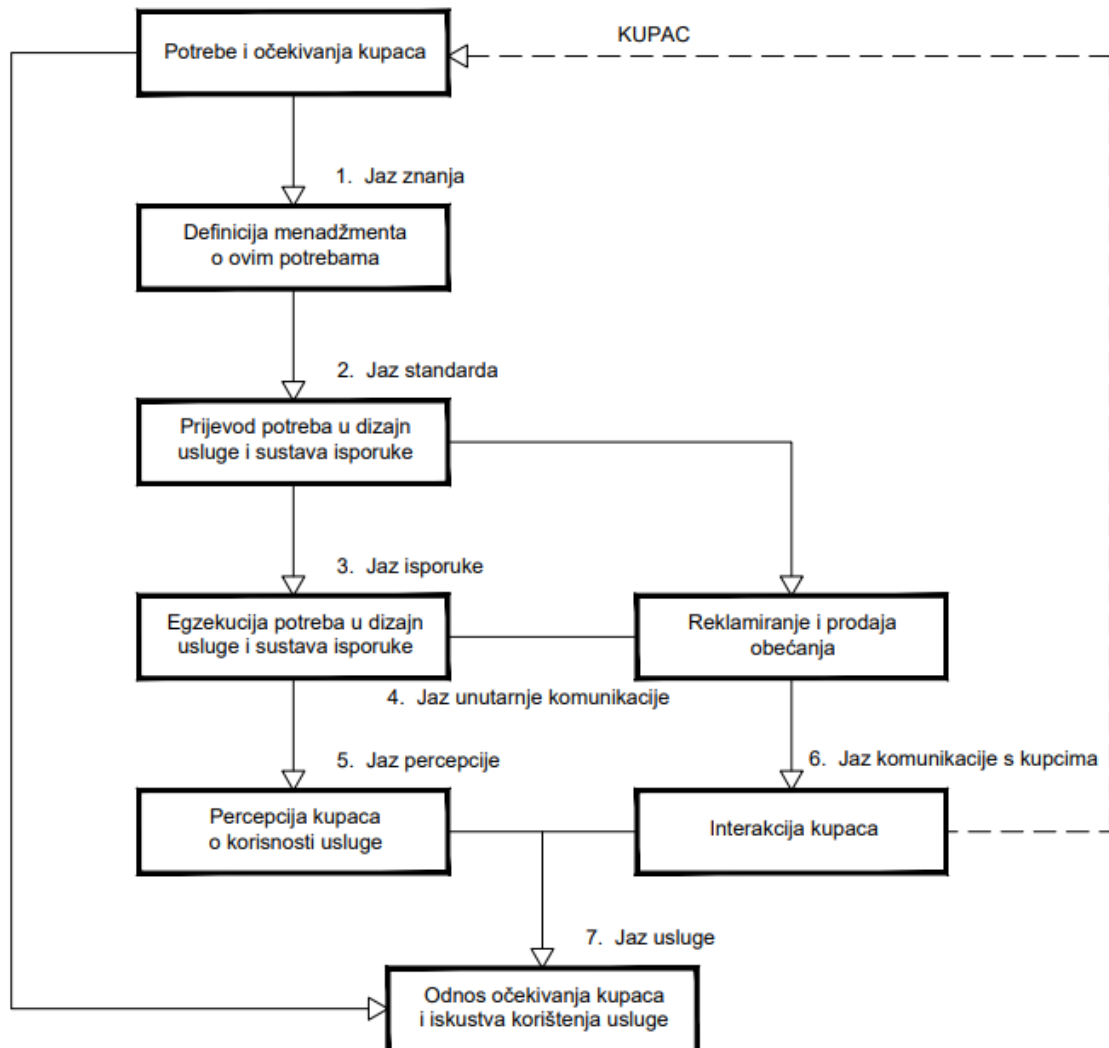 KUPAC
Potrebe i očekivanja kupaca
1. Jaz znanja
Definicija menadžmenta
o ovim potrebama
2. Jaz standarda
Prijevod potreba u dizajn
usluge i sustava isporuke
3. Jaz isporuke
Egzekucija potreba u dizajn
usluge i sustava isporuke
Reklamiranje i prodaja
obećanja
4. Jaz unutarnje komunikacije
5. Jaz percepcije
6. Jaz komunikacije s kupcima
Percepcija kupaca
o korisnosti usluge
Interakcija kupaca
7. Jaz usluge
Odnos očekivanja kupaca
i iskustva korištenja usluge